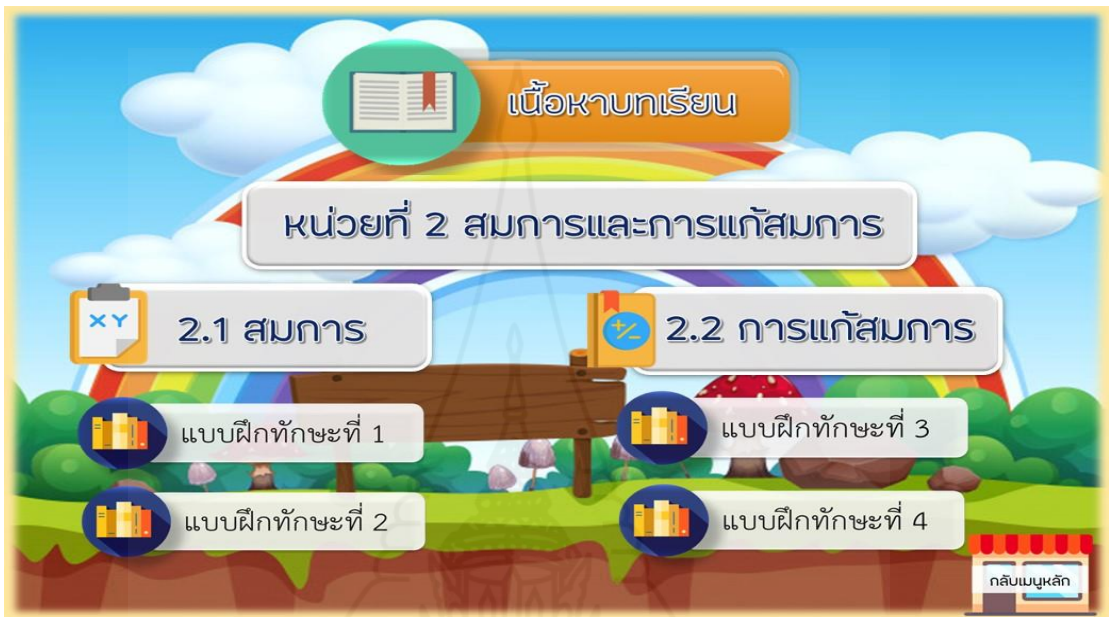 เนื้อหาบทเรียน
หน่วยที่ 2 สมการและการแก้สมการ
2.1 สมการ
แบบฝึกทักษะที่ 1
แบบฝึกทักษะที่ 2
2.2 การแก้สมการ
แบบฝึกทักษะที่ 3
แบบฝึกทักษะที่ 4
กลับเมนูหลัก
XY
+/-